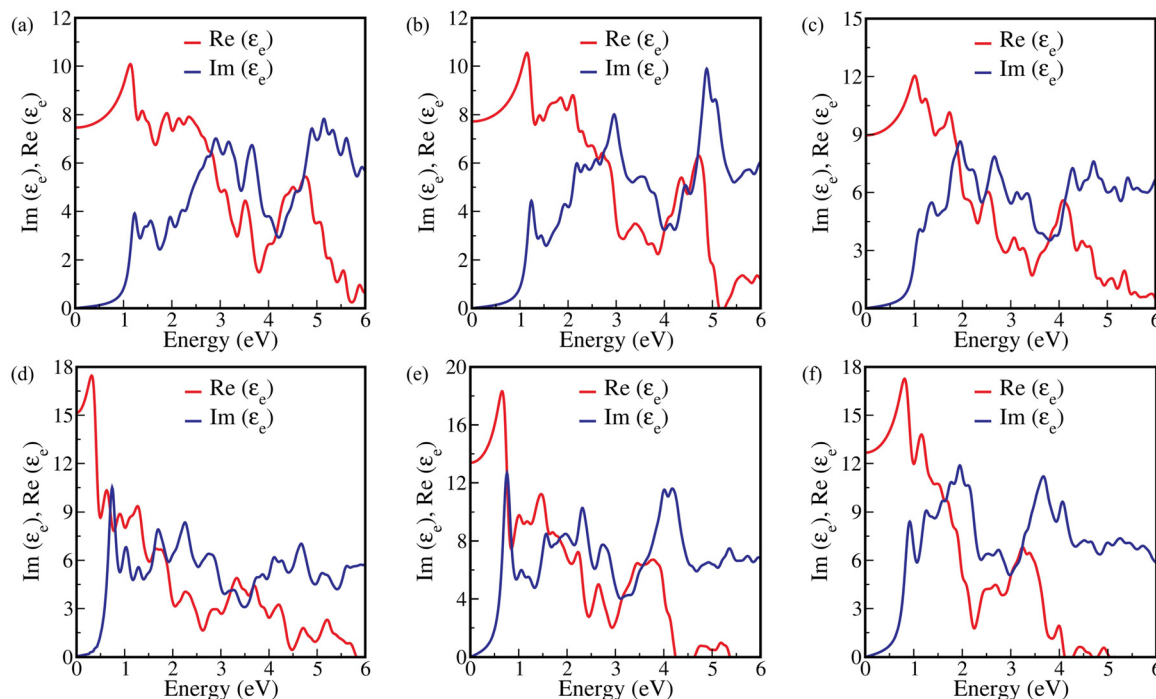 (a)
12
10
8
6
4
2
0
Im (εe), Re (εe)
Re (εe)
Im (εe)
0 1 2 3 4 5 6
Energy (eV)
(b)
12
10
8
6
4
2
0
Im (εe), Re (εe)
Re (εe)
Im (εe)
0 1 2 3 4 5 6
Energy (eV)
(c)
15
12
9
6
3
0
Im (εe), Re (εe)
Re (εe)
Im (εe)
0 1 2 3 4 5 6
Energy (eV)
(d)
18
15
12
9
6
3
0
Im (εe), Re (εe)
Re (εe)
Im (εe)
0 1 2 3 4 5 6
Energy (eV)
(e)
20
16
12
8
4
0
Im (εe), Re (εe)
Re (εe)
Im (εe)
0 1 2 3 4 5 6
Energy (eV)
(f)
18
15
12
9
6
3
0
Im (εe), Re (εe)
Re (εe)
Im (εe)
0 1 2 3 4 5 6
Energy (eV)